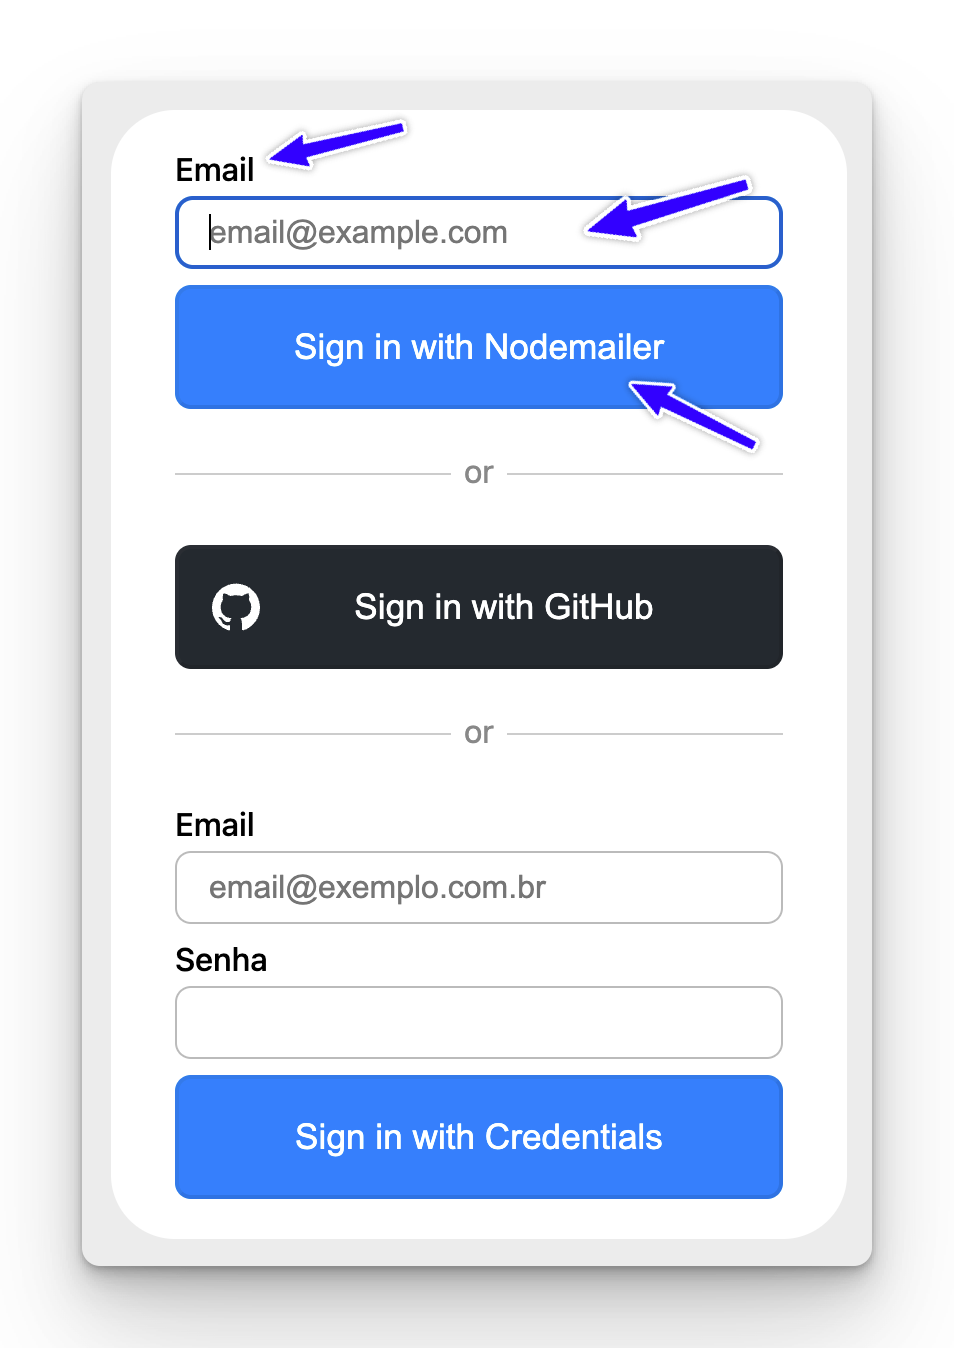 Email
email@example.com
Sign in with Nodemailer
or
Sign in with GitHub
or
Email
email@exemplo.com.br
Senha
Sign in with Credentials